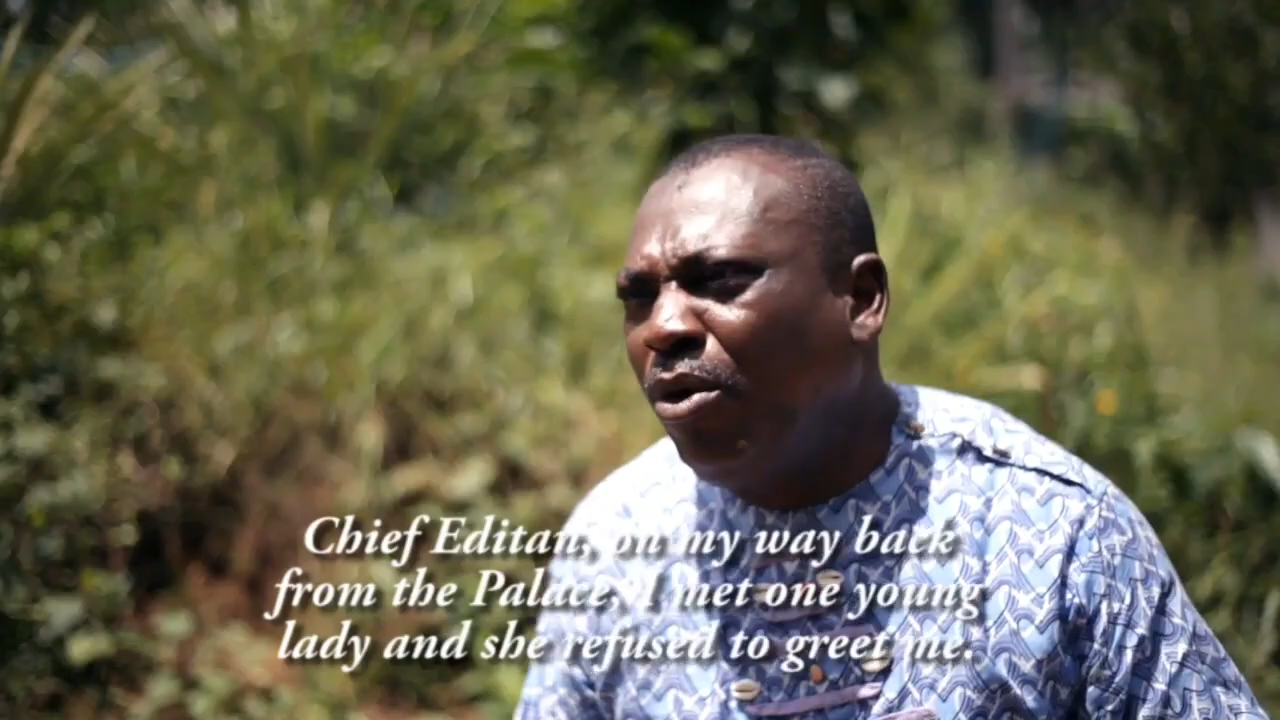 Chief Editan, on my way back
from the Palace, I met one young
lady and she refused to greet me.